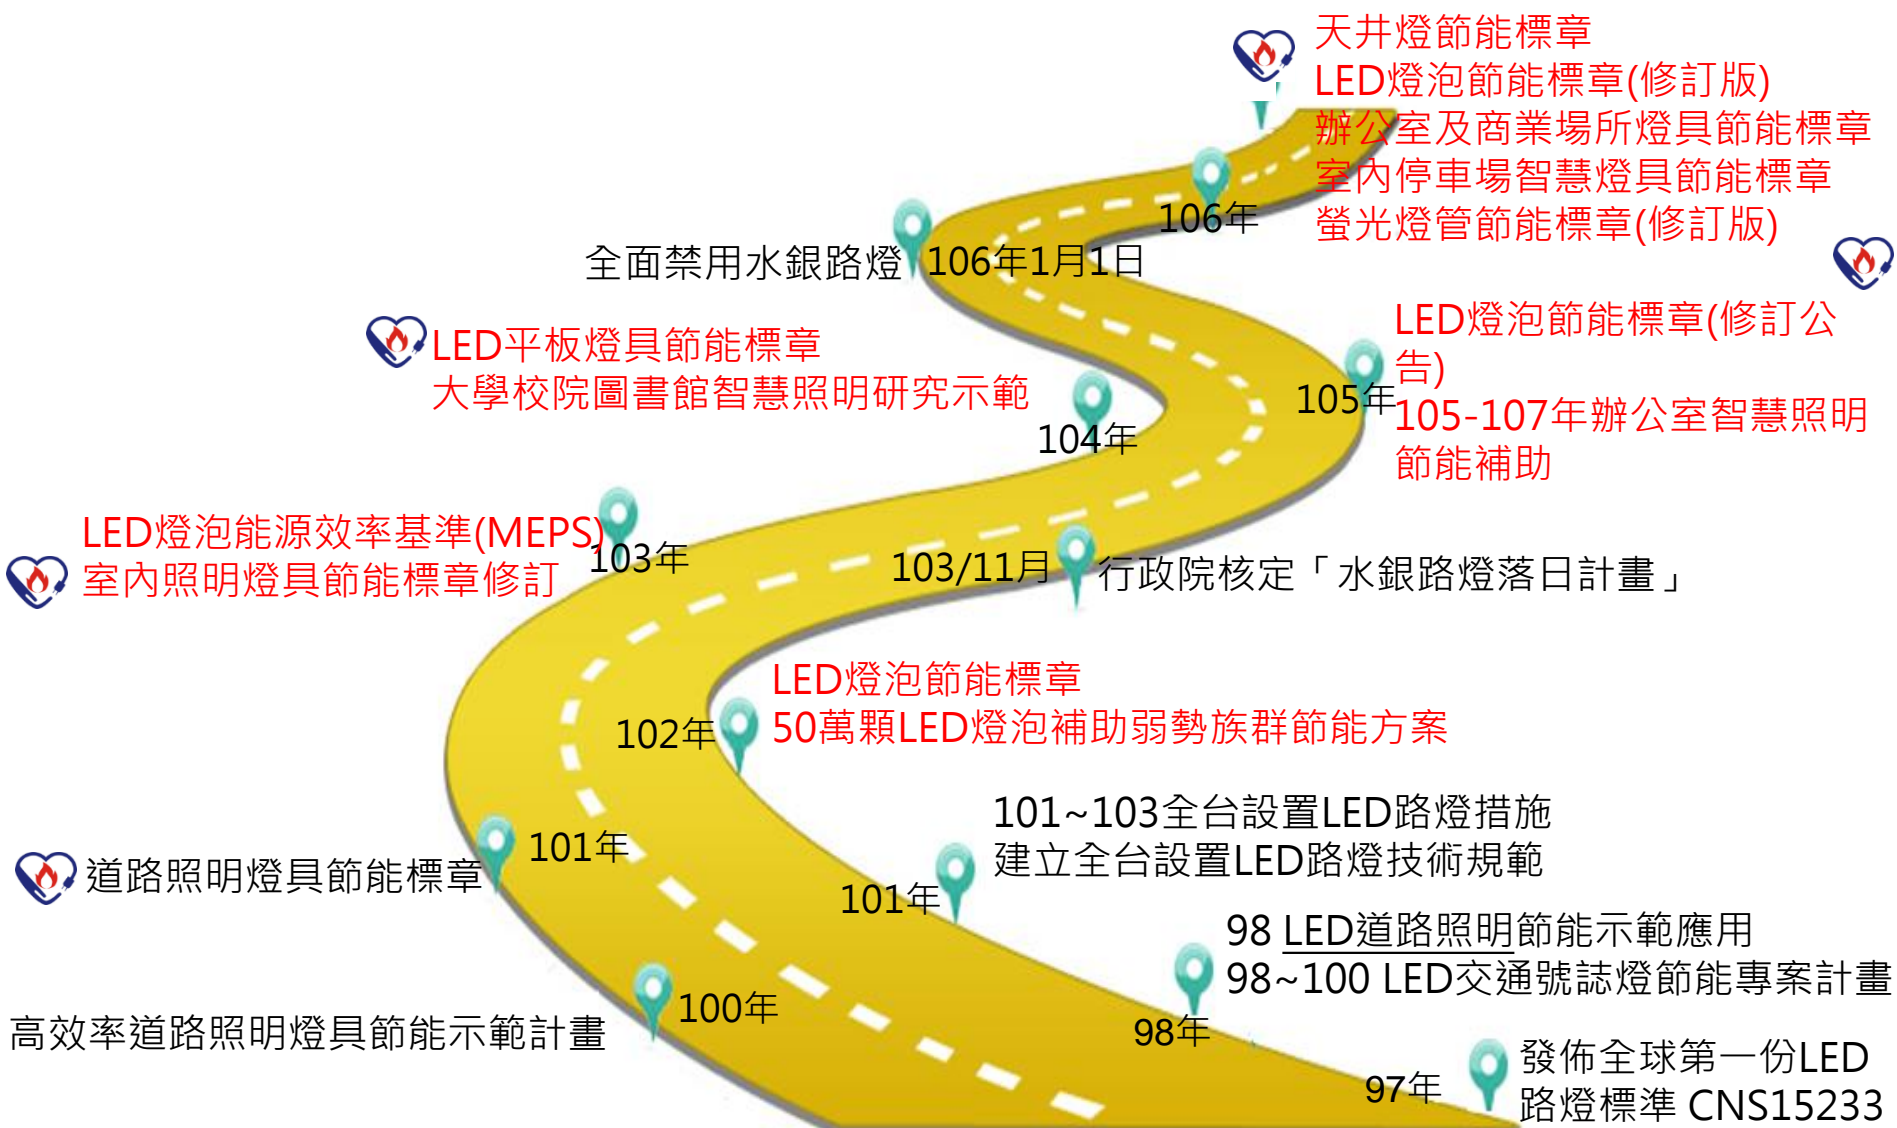 天井燈節能標章
LED燈泡節能標章(修訂版)
辦公室及商業場所燈具節能標章
室內停車場智慧燈具節能標章
螢光燈管節能標章(修訂版)
106年
全面禁用水銀路燈
106年1月1日
LED燈泡節能標章(修訂公
告)
105-107年辦公室智慧照明
節能補助
105年
LED平板燈具節能標章
大學校院圖書館智慧照明研究示範
104年
LED燈泡能源效率基準(MEPS)
室內照明燈具節能標章修訂
103年
103/11月
行政院核定「水銀路燈落日計畫」
LED燈泡節能標章
50萬顆LED燈泡補助弱勢族群節能方案
102年
101~103全台設置LED路燈措施
建立全台設置LED路燈技術規範
101年
道路照明燈具節能標章
101年
98 LED道路照明節能示範應用
98~100 LED交通號誌燈節能專案計畫
98年
高效率道路照明燈具節能示範計畫
100年
97年
發佈全球第一份LED
路燈標準 CNS15233